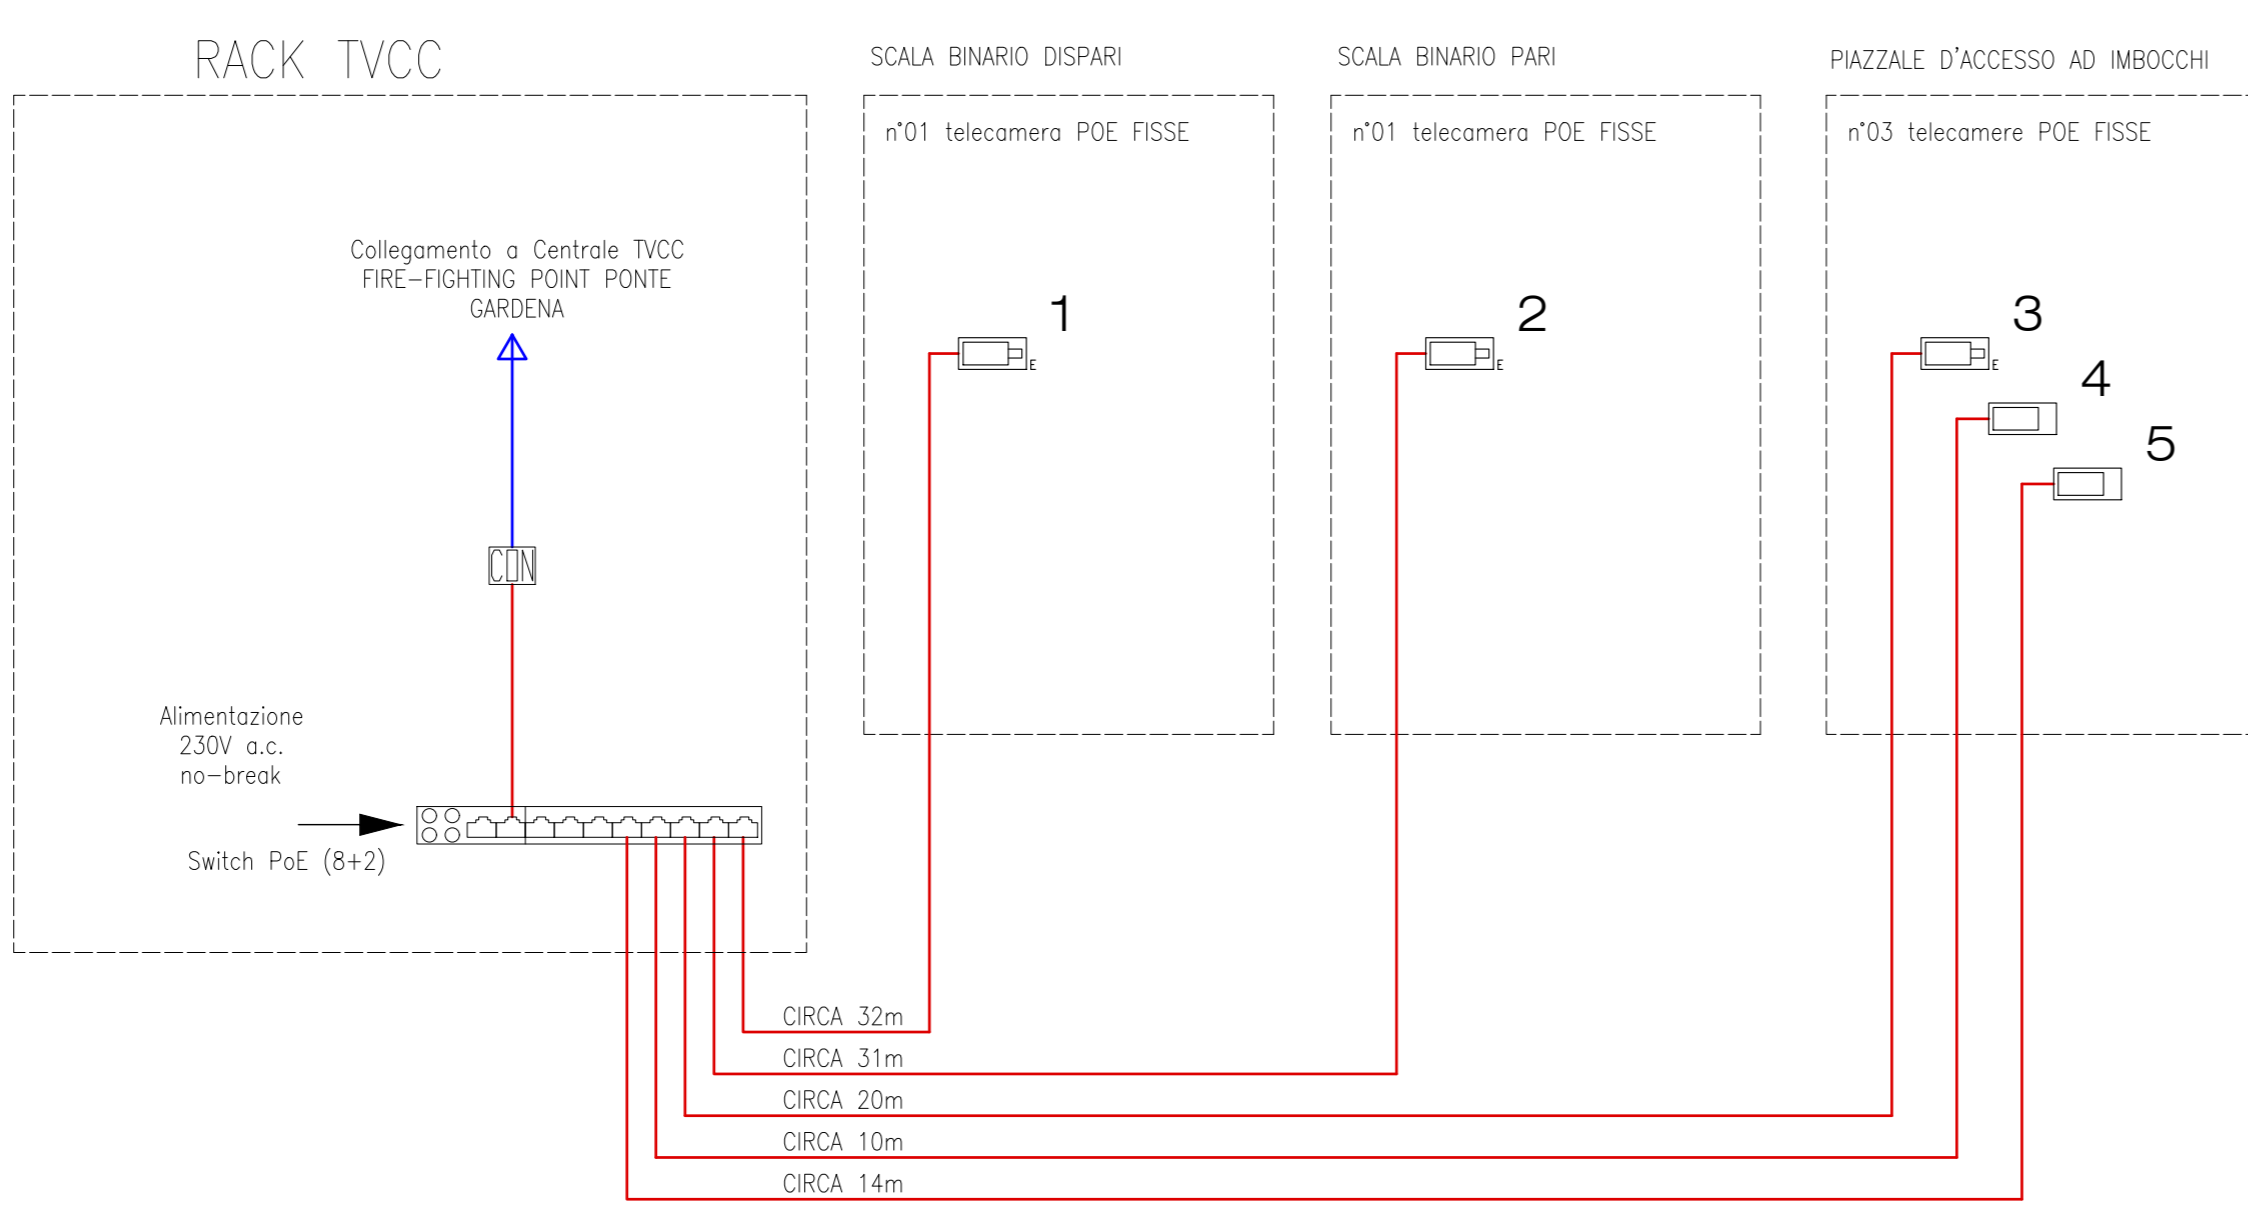 RACK TVCC
SCALA BINARIO DISPARI
SCALA BINARIO PARI
PIAZZALE D'ACCESSO AD IMBOCCHI
n°01 telecamera POE FISSE
n°01 telecamera POE FISSE
n°03 telecamere POE FISSE
Collegamento a Centrale TVCC
FIRE-FIGHTING POINT PONTE
GARDENA
1
E
2
E
3
E
4
5
CON
Alimentazione
230V a.c.
no-break
Switch PoE (8+2)
CIRCA 32m
CIRCA 31m
CIRCA 20m
CIRCA 10m
CIRCA 14m